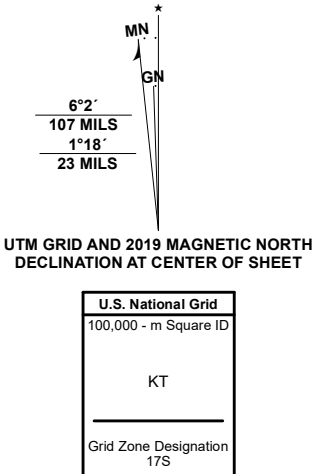 ★
MN
GN
6°2´
107 MILS
1°18´
23 MILS
UTM GRID AND 2019 MAGNETIC NORTH
DECLINATION AT CENTER OF SHEET
U.S. National Grid
100,000 - m Square ID
KT
Grid Zone Designation
17S